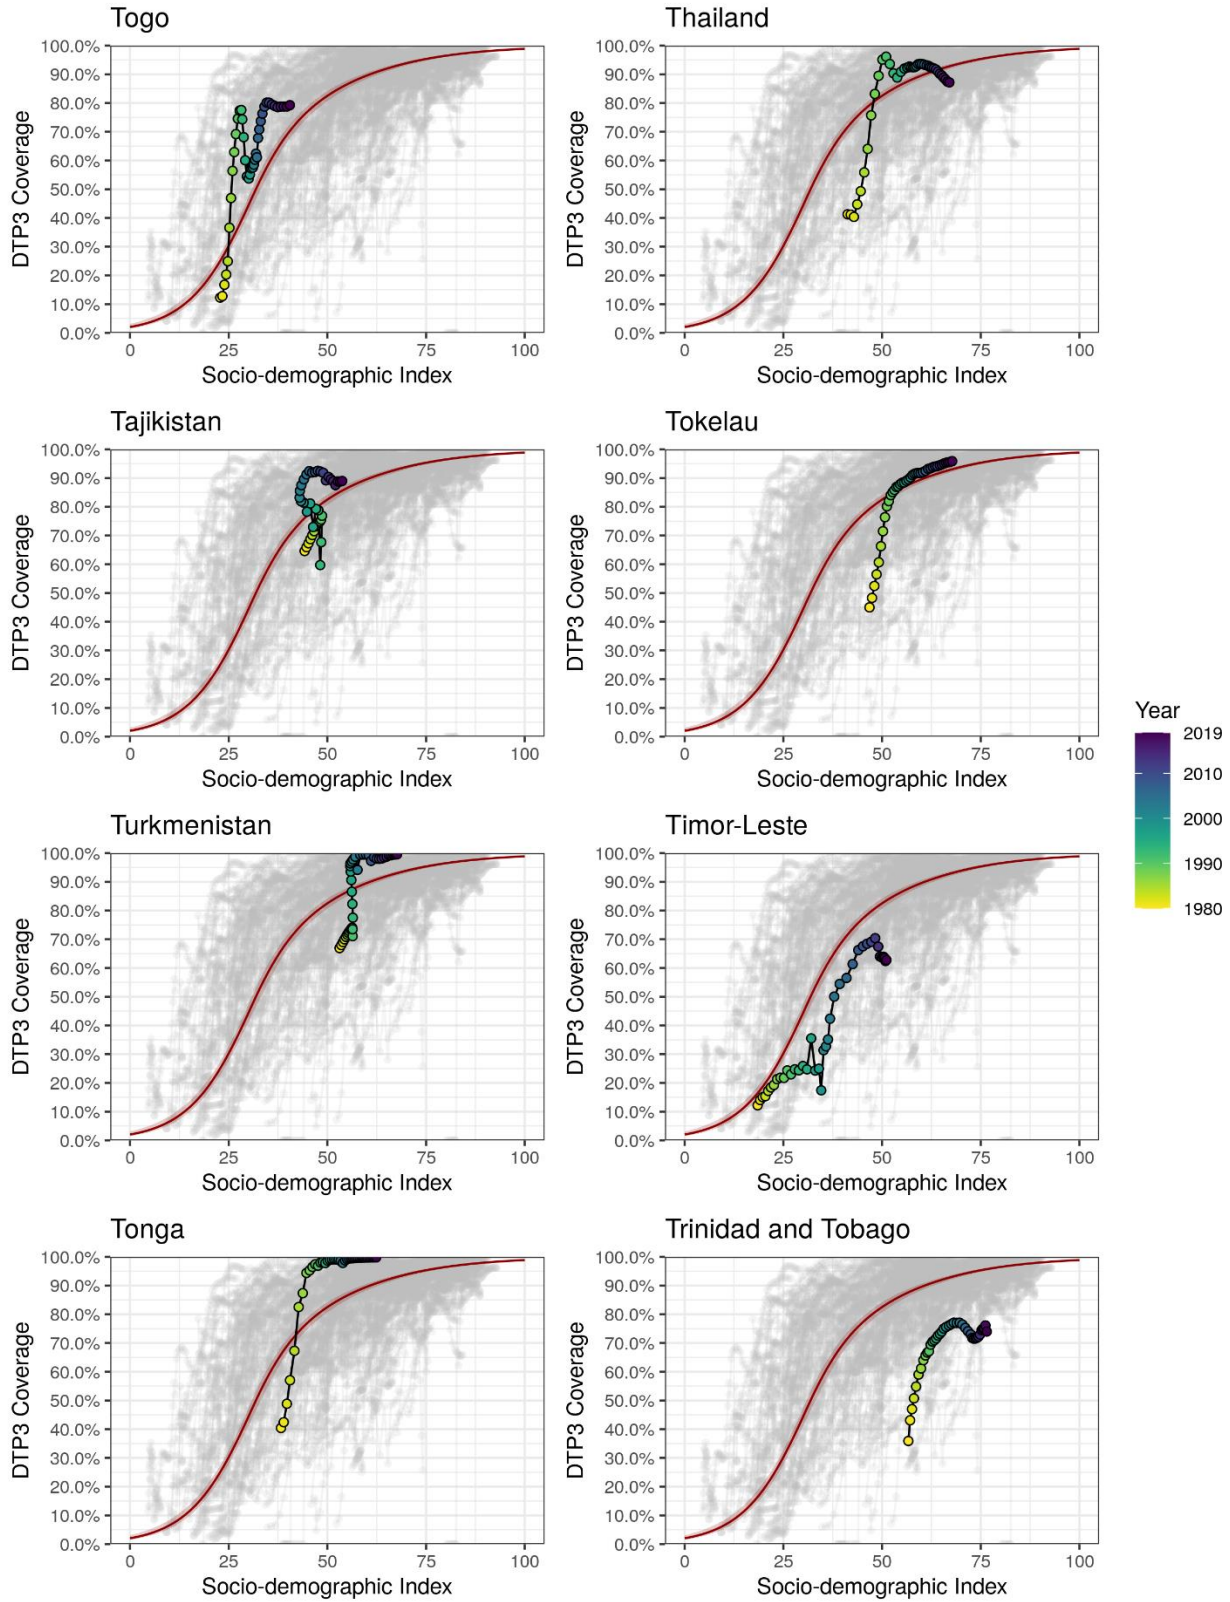 Togo
100.0%
90.0%
80.0%
70.0%
60.0%
50.0%
40.0%
30.0%
20.0%
10.0%
0.0%
DTP3 Coverage
0 25 50 75 100
Socio-demographic Index
Thailand
100.0%
90.0%
80.0%
70.0%
60.0%
50.0%
40.0%
30.0%
20.0%
10.0%
0.0%
DTP3 Coverage
0 25 50 75 100
Socio-demographic Index
Tajikistan
100.0%
90.0%
80.0%
70.0%
60.0%
50.0%
40.0%
30.0%
20.0%
10.0%
0.0%
DTP3 Coverage
0 25 50 75 100
Socio-demographic Index
Tokelau
100.0%
90.0%
80.0%
70.0%
60.0%
50.0%
40.0%
30.0%
20.0%
10.0%
0.0%
DTP3 Coverage
0 25 50 75 100
Socio-demographic Index
Year
2019
2010
2000
1990
1980
Turkmenistan
100.0%
90.0%
80.0%
70.0%
60.0%
50.0%
40.0%
30.0%
20.0%
10.0%
0.0%
DTP3 Coverage
0 25 50 75 100
Socio-demographic Index
Timor-Leste
100.0%
90.0%
80.0%
70.0%
60.0%
50.0%
40.0%
30.0%
20.0%
10.0%
0.0%
DTP3 Coverage
0 25 50 75 100
Socio-demographic Index
Tonga
100.0%
90.0%
80.0%
70.0%
60.0%
50.0%
40.0%
30.0%
20.0%
10.0%
0.0%
DTP3 Coverage
0 25 50 75 100
Socio-demographic Index
Trinidad and Tobago
100.0%
90.0%
80.0%
70.0%
60.0%
50.0%
40.0%
30.0%
20.0%
10.0%
0.0%
DTP3 Coverage
0 25 50 75 100
Socio-demographic Index